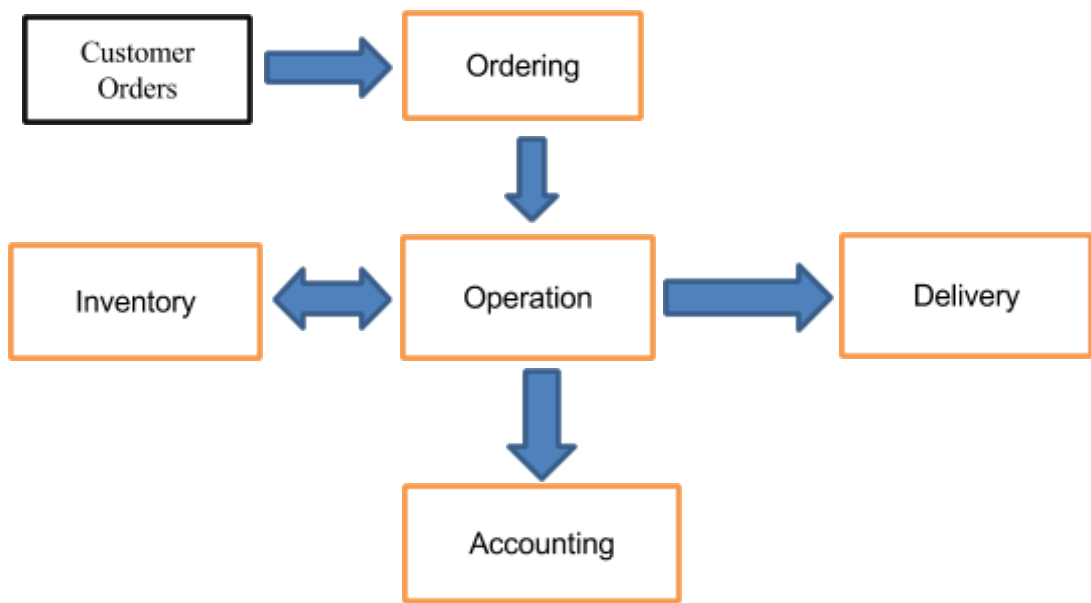 Customer
Orders
Ordering
Inventory
Operation
Delivery
Accounting